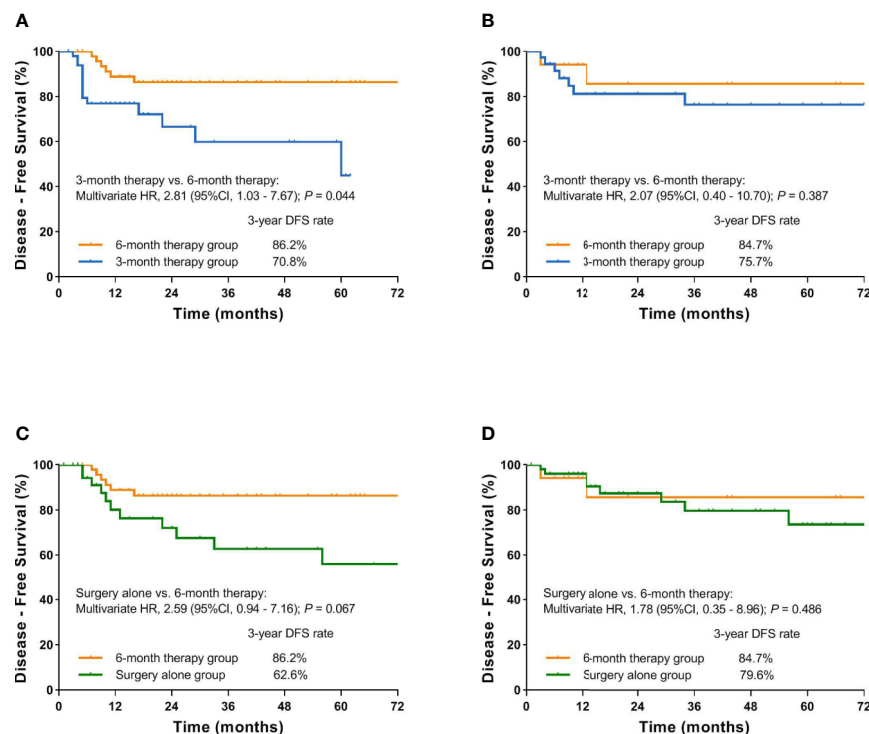 A
Disease - Free Survival (%)
100
80
60
40
20
0
3-month therapy vs. 6-month therapy:
Multivariate HR, 2.81 (95%CI, 1.03 - 7.67); P = 0.044
3-year DFS rate
6-month therapy group 86.2%
3-month therapy group 70.8%
0 12 24 36 48 60 72
Time (months)
B
Disease - Free Survival (%)
100
80
60
40
20
0
3-month therapy vs. 6-month therapy:
Multivariate HR, 2.07 (95%CI, 0.40 - 10.70); P = 0.387
3-year DFS rate
6-month therapy group 84.7%
3-month therapy group 75.7%
0 12 24 36 48 60 72
Time (months)
C
Disease - Free Survival (%)
100
80
60
40
20
0
Surgery alone vs. 6-month therapy:
Multivariate HR, 2.59 (95%CI, 0.94 - 7.16); P = 0.067
3-year DFS rate
6-month therapy group 86.2%
Surgery alone group 62.6%
0 12 24 36 48 60 72
Time (months)
D
Disease - Free Survival (%)
100
80
60
40
20
0
Surgery alone vs. 6-month therapy:
Multivariate HR, 1.78 (95%CI, 0.35 - 8.96); P = 0.486
3-year DFS rate
6-month therapy group 84.7%
Surgery alone group 79.6%
0 12 24 36 48 60 72
Time (months)